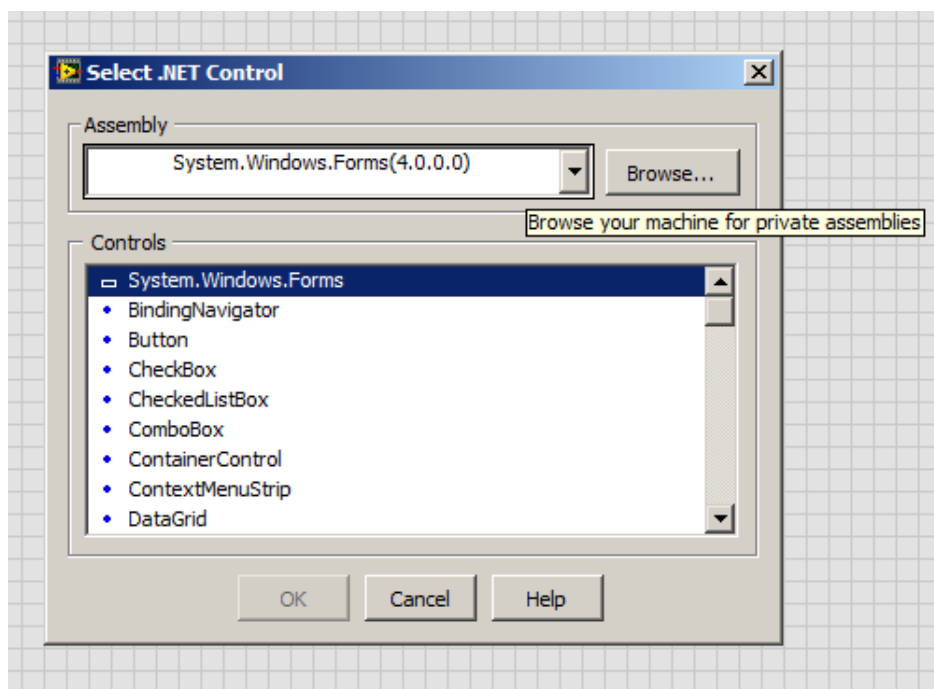 Select .NET Control
Assembly
System.Windows.Forms(4.0.0.0)
Browse...
Browse your machine for private assemblies
Controls
System.Windows.Forms
BindingNavigator
Button
CheckBox
CheckedListBox
ComboBox
ContainerControl
ContextMenuStrip
DataGrid
OK Cancel Help